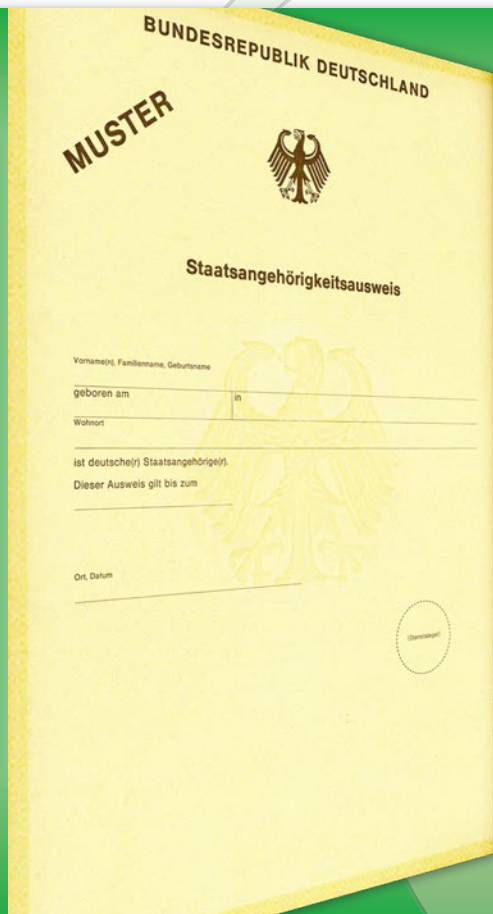 BUNDESREPUBLIK DEUTSCHLAND
MUSTER
Staatsangehörigkeitsausweis
Vorname(n), Familienname, Geburtsname
geboren am in
Wohnort
ist deutsche(r) Staatsangehörige(r).
Dieser Ausweis gilt bis zum
Ort, Datum
(Dienstsiegel)